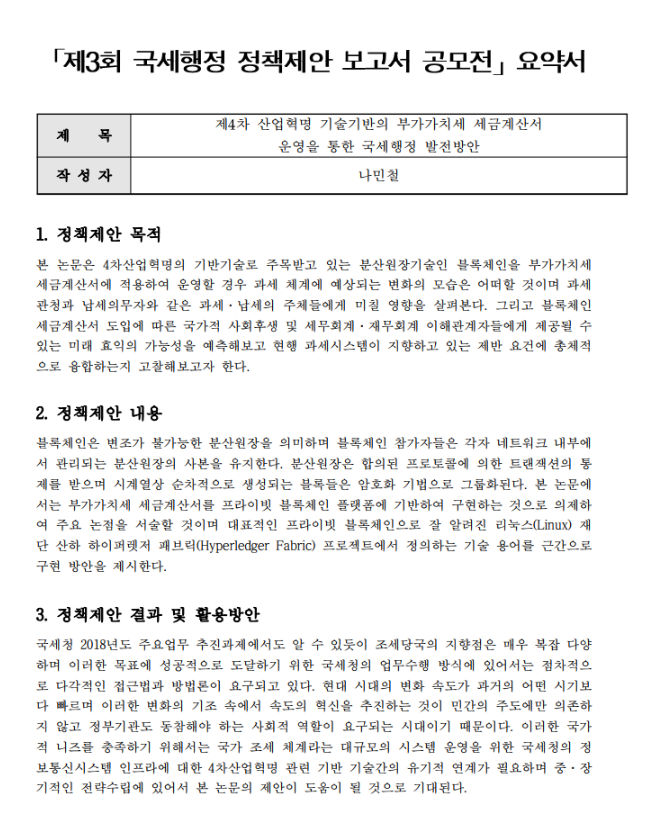 「제3회 국세행정 정책제안 보고서 공모전」 요약서
제 목
제4차 산업혁명 기술기반의 부가가치세 세금계산서
운영을 통한 국세행정 발전방안
작 성 자
나민철
1. 정책제안 목적
본 논문은 4차산업혁명의 기반기술로 주목받고 있는 분산원장기술인 블록체인을 부가가치세
세금계산서에 적용하여 운영할 경우 과세 체계에 예상되는 변화의 모습은 어떠할 것이며 과세
관청과 납세의무자와 같은 과세・납세의 주체들에게 미칠 영향을 살펴본다. 그리고 블록체인
세금계산서 도입에 따른 국가적 사회후생 및 세무회계・재무회계 이해관계자들에게 제공될 수
있는 미래 효익의 가능성을 예측해보고 현행 과세시스템이 지향하고 있는 제반 요건에 총체적
으로 융합하는지 고찰해보고자 한다.
2. 정책제안 내용
블록체인은 변조가 불가능한 분산원장을 의미하며 블록체인 참가자들은 각자 네트워크 내부에
서 관리되는 분산원장의 사본을 유지한다. 분산원장은 합의된 프로토콜에 의한 트랜잭션의 통
제를 받으며 시계열상 순차적으로 생성되는 블록들은 암호화 기법으로 그룹화된다. 본 논문에
서는 부가가치세 세금계산서를 프라이빗 블록체인 플랫폼에 기반하여 구현하는 것으로 의제하
여 주요 논점을 서술할 것이며 대표적인 프라이빗 블록체인으로 잘 알려진 리눅스(Linux) 재
단 산하 하이퍼렛저 패브릭(Hyperledger Fabric) 프로젝트에서 정의하는 기술 용어를 근간으로
구현 방안을 제시한다.
3. 정책제안 결과 및 활용방안
국세청 2018년도 주요업무 추진과제에서도 알 수 있듯이 조세당국의 지향점은 매우 복잡 다양
하며 이러한 목표에 성공적으로 도달하기 위한 국세청의 업무수행 방식에 있어서는 점차적으
로 다각적인 접근법과 방법론이 요구되고 있다. 현대 시대의 변화 속도가 과거의 어떤 시기보
다 빠르며 이러한 변화의 기조 속에서 속도의 혁신을 추진하는 것이 민간의 주도에만 의존하
지 않고 정부기관도 동참해야 하는 사회적 역할이 요구되는 시대이기 때문이다. 이러한 국가
적 니즈를 충족하기 위해서는 국가 조세 체계라는 대규모의 시스템 운영을 위한 국세청의 정
보통신시스템 인프라에 대한 4차산업혁명 관련 기반 기술간의 유기적 연계가 필요하며 중・장
기적인 전략수립에 있어서 본 논문의 제안이 도움이 될 것으로 기대된다.